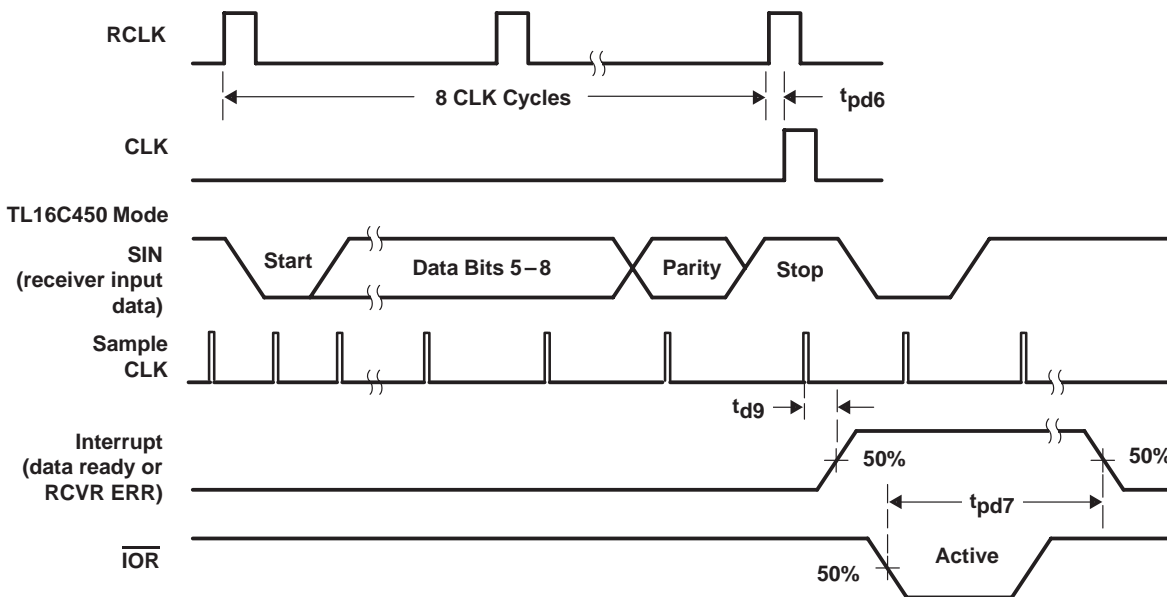 RCLK
8 CLK Cycles
tpd6
CLK
TL16C450 Mode
SIN
(receiver input
data)
Start
Data Bits 5–8
Parity
Stop
Sample
CLK
td9
Interrupt
(data ready or
RCVR ERR)
50%
50%
tpd7
IOR
50%
Active